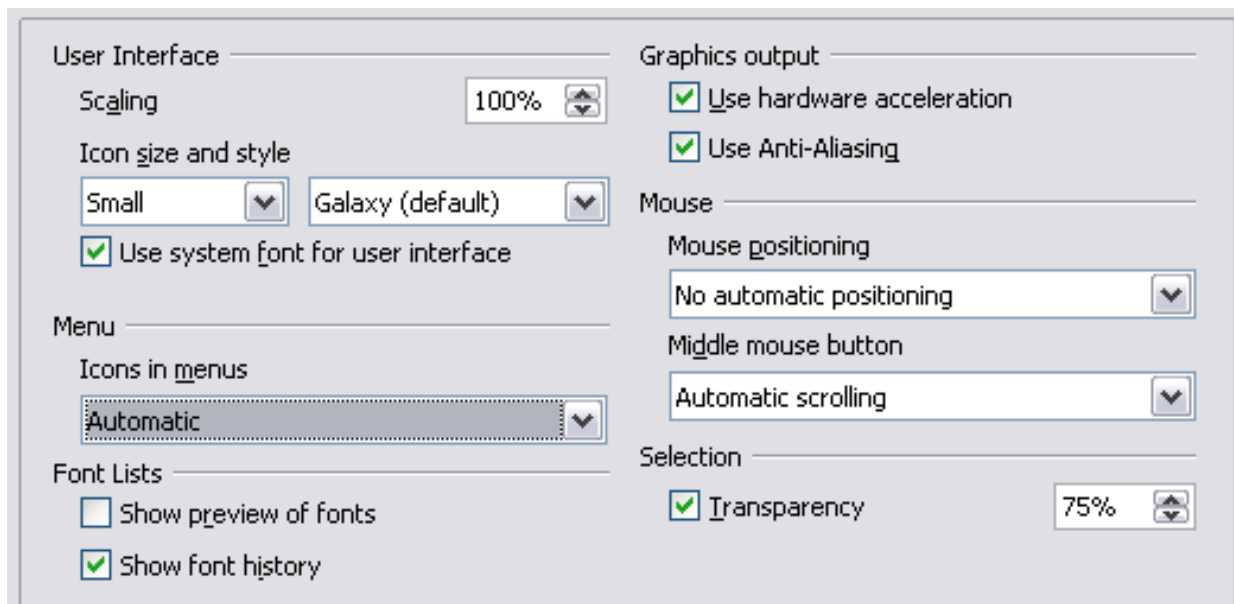 User Interface
Scaling 100%
Icon size and style
Small Galaxy (default)
Use system font for user interface
Menu
Icons in menus
Automatic
Font Lists
Show preview of fonts
Show font history
Graphics output
Use hardware acceleration
Use Anti-Aliasing
Mouse
Mouse positioning
No automatic positioning
Middle mouse button
Automatic scrolling
Selection
Transparency 75%